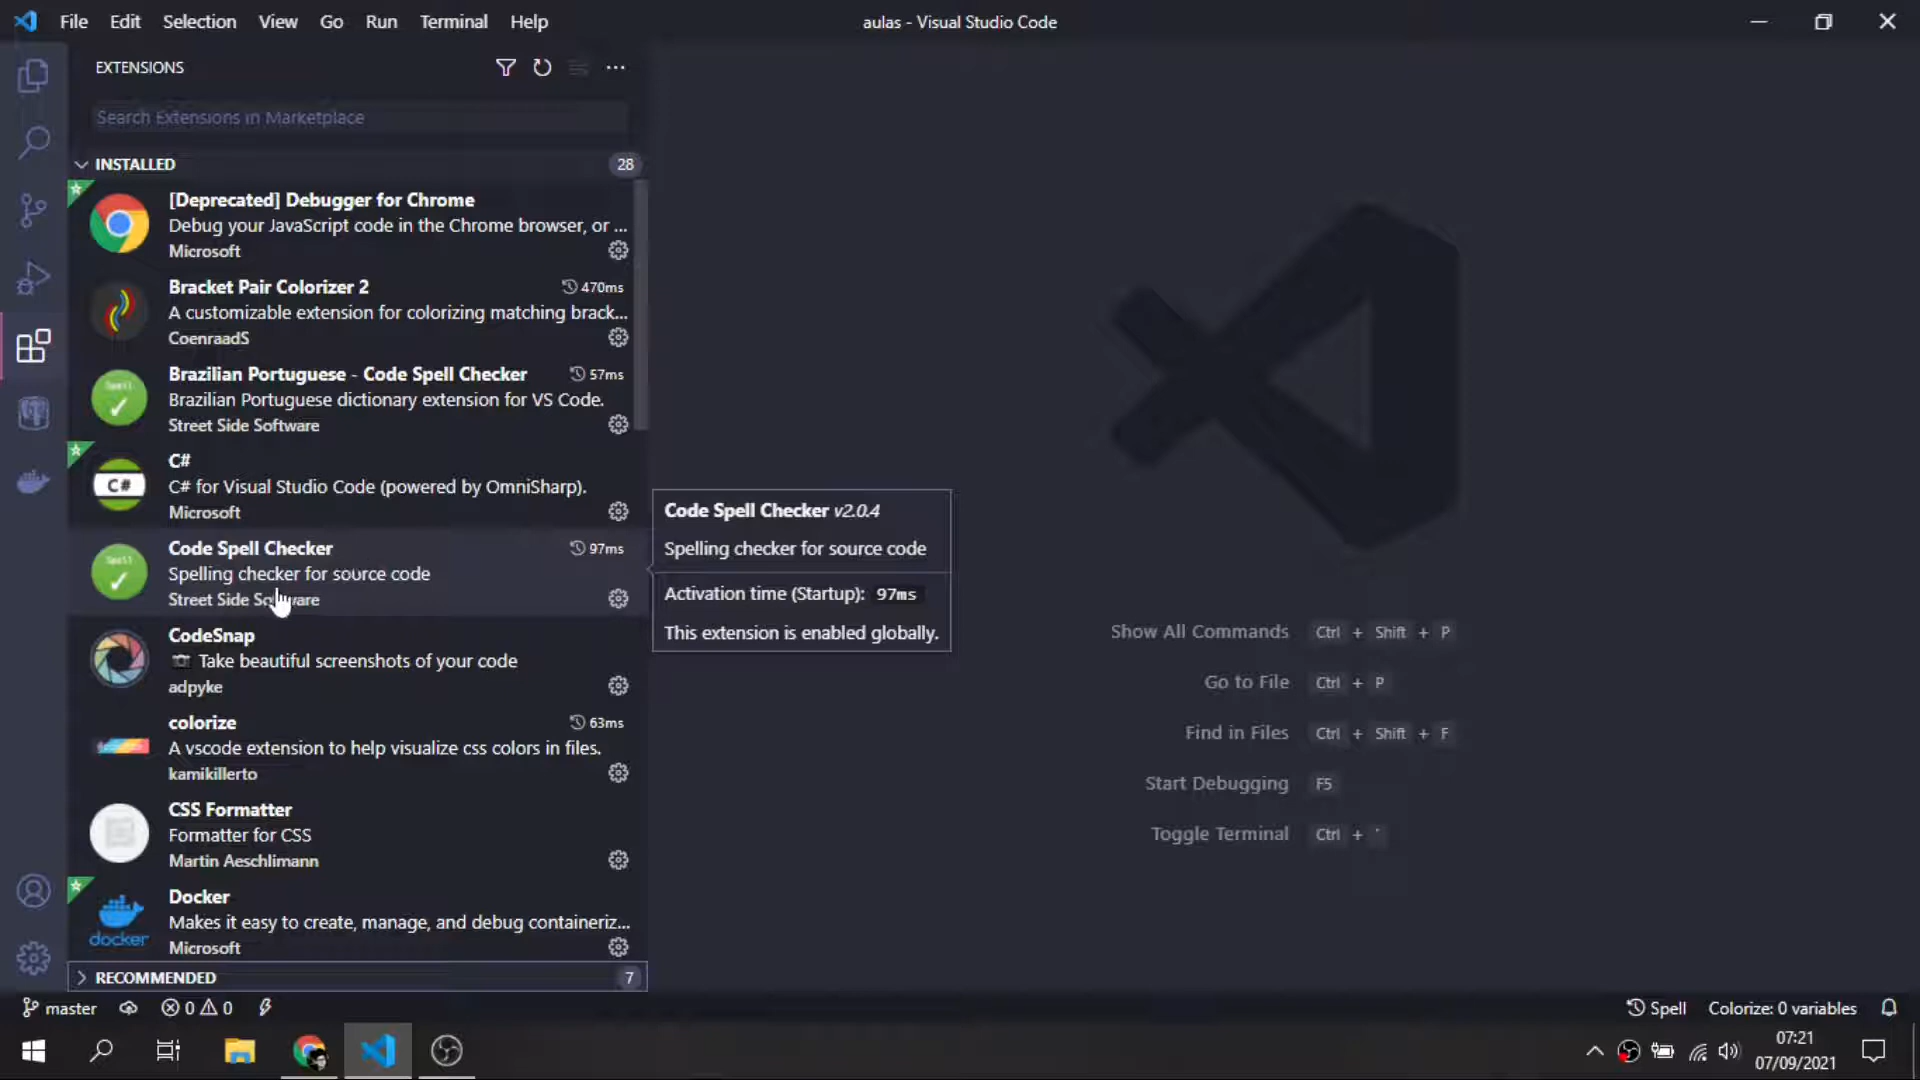 File Edit Selection View Go Run Terminal Help
aulas - Visual Studio Code
EXTENSIONS
Search Extensions in Marketplace
INSTALLED 28
[Deprecated] Debugger for Chrome
Debug your JavaScript code in the Chrome browser, or ...
Microsoft
Bracket Pair Colorizer 2 470ms
A customizable extension for colorizing matching brack...
CoenraadS
Spell
Brazilian Portuguese - Code Spell Checker 57ms
Brazilian Portuguese dictionary extension for VS Code.
Street Side Software
C#
C#
C# for Visual Studio Code (powered by OmniSharp).
Microsoft
Spell
Code Spell Checker 97ms
Spelling checker for source code
Street Side Software
CodeSnap
Take beautiful screenshots of your code
adpyke
colorize 63ms
A vscode extension to help visualize css colors in files.
kamikillerto
CSS Formatter
Formatter for CSS
Martin Aeschlimann
docker
Docker
Makes it easy to create, manage, and debug containeriz...
Microsoft
RECOMMENDED 7
Code Spell Checker v2.0.4
Spelling checker for source code
Activation time (Startup): 97ms
This extension is enabled globally.
Show All Commands Ctrl + Shift + P
Go to File Ctrl + P
Find in Files Ctrl + Shift + F
Start Debugging F5
Toggle Terminal Ctrl + `
master 0 0
Spell Colorize: 0 variables
07:21
07/09/2021